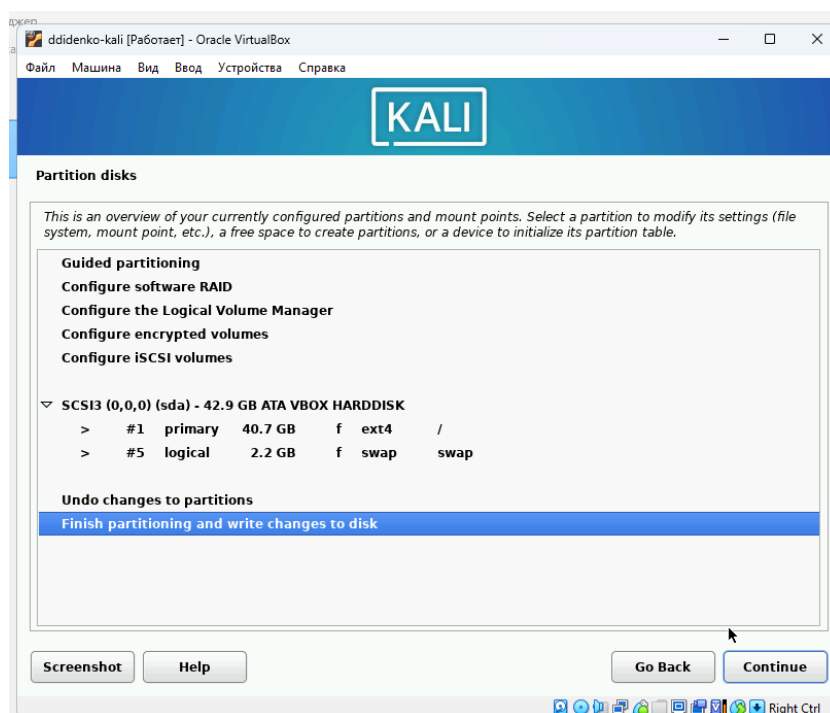 ddidenko-kali [Работает] - Oracle VirtualBox
Файл Машина Вид Ввод Устройства Справка
KALI
Partition disks
This is an overview of your currently configured partitions and mount points. Select a partition to modify its settings (file
system, mount point, etc.), a free space to create partitions, or a device to initialize its partition table.
Guided partitioning
Configure software RAID
Configure the Logical Volume Manager
Configure encrypted volumes
Configure iSCSI volumes
SCSI3 (0,0,0) (sda) - 42.9 GB ATA VBOX HARDDISK
> #1 primary 40.7 GB f ext4 /
> #5 logical 2.2 GB f swap swap
Undo changes to partitions
Finish partitioning and write changes to disk
Screenshot Help Go Back Continue
Right Ctrl